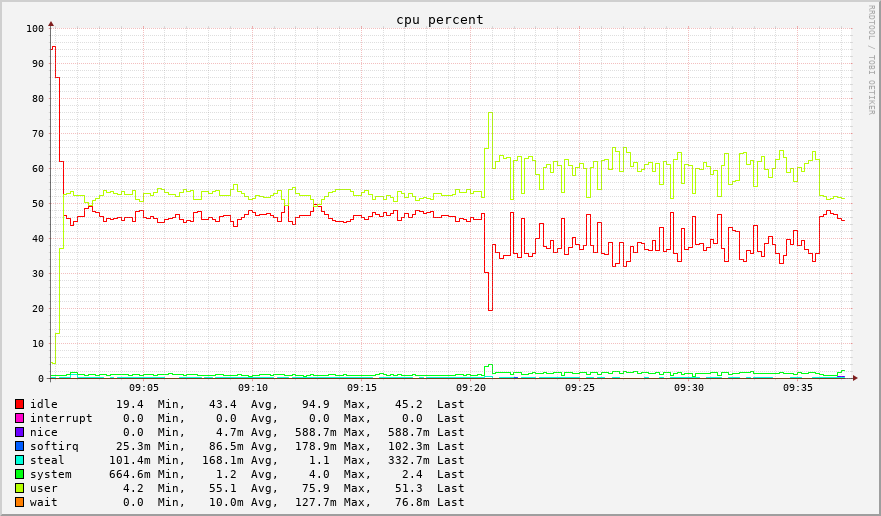 cpu percent
RRDTOOL / TOBI OETIKER
100
90
80
70
60
50
40
30
20
10
0
09:05 09:10 09:15 09:20 09:25 09:30 09:35
idle 19.4 Min, 43.4 Avg, 94.9 Max, 45.2 Last
interrupt 0.0 Min, 0.0 Avg, 0.0 Max, 0.0 Last
nice 0.0 Min, 4.7m Avg, 588.7m Max, 588.7m Last
softirq 25.3m Min, 86.5m Avg, 178.9m Max, 102.3m Last
steal 101.4m Min, 168.1m Avg, 1.1 Max, 332.7m Last
system 664.6m Min, 1.2 Avg, 4.0 Max, 2.4 Last
user 4.2 Min, 55.1 Avg, 75.9 Max, 51.3 Last
wait 0.0 Min, 10.0m Avg, 127.7m Max, 76.8m Last